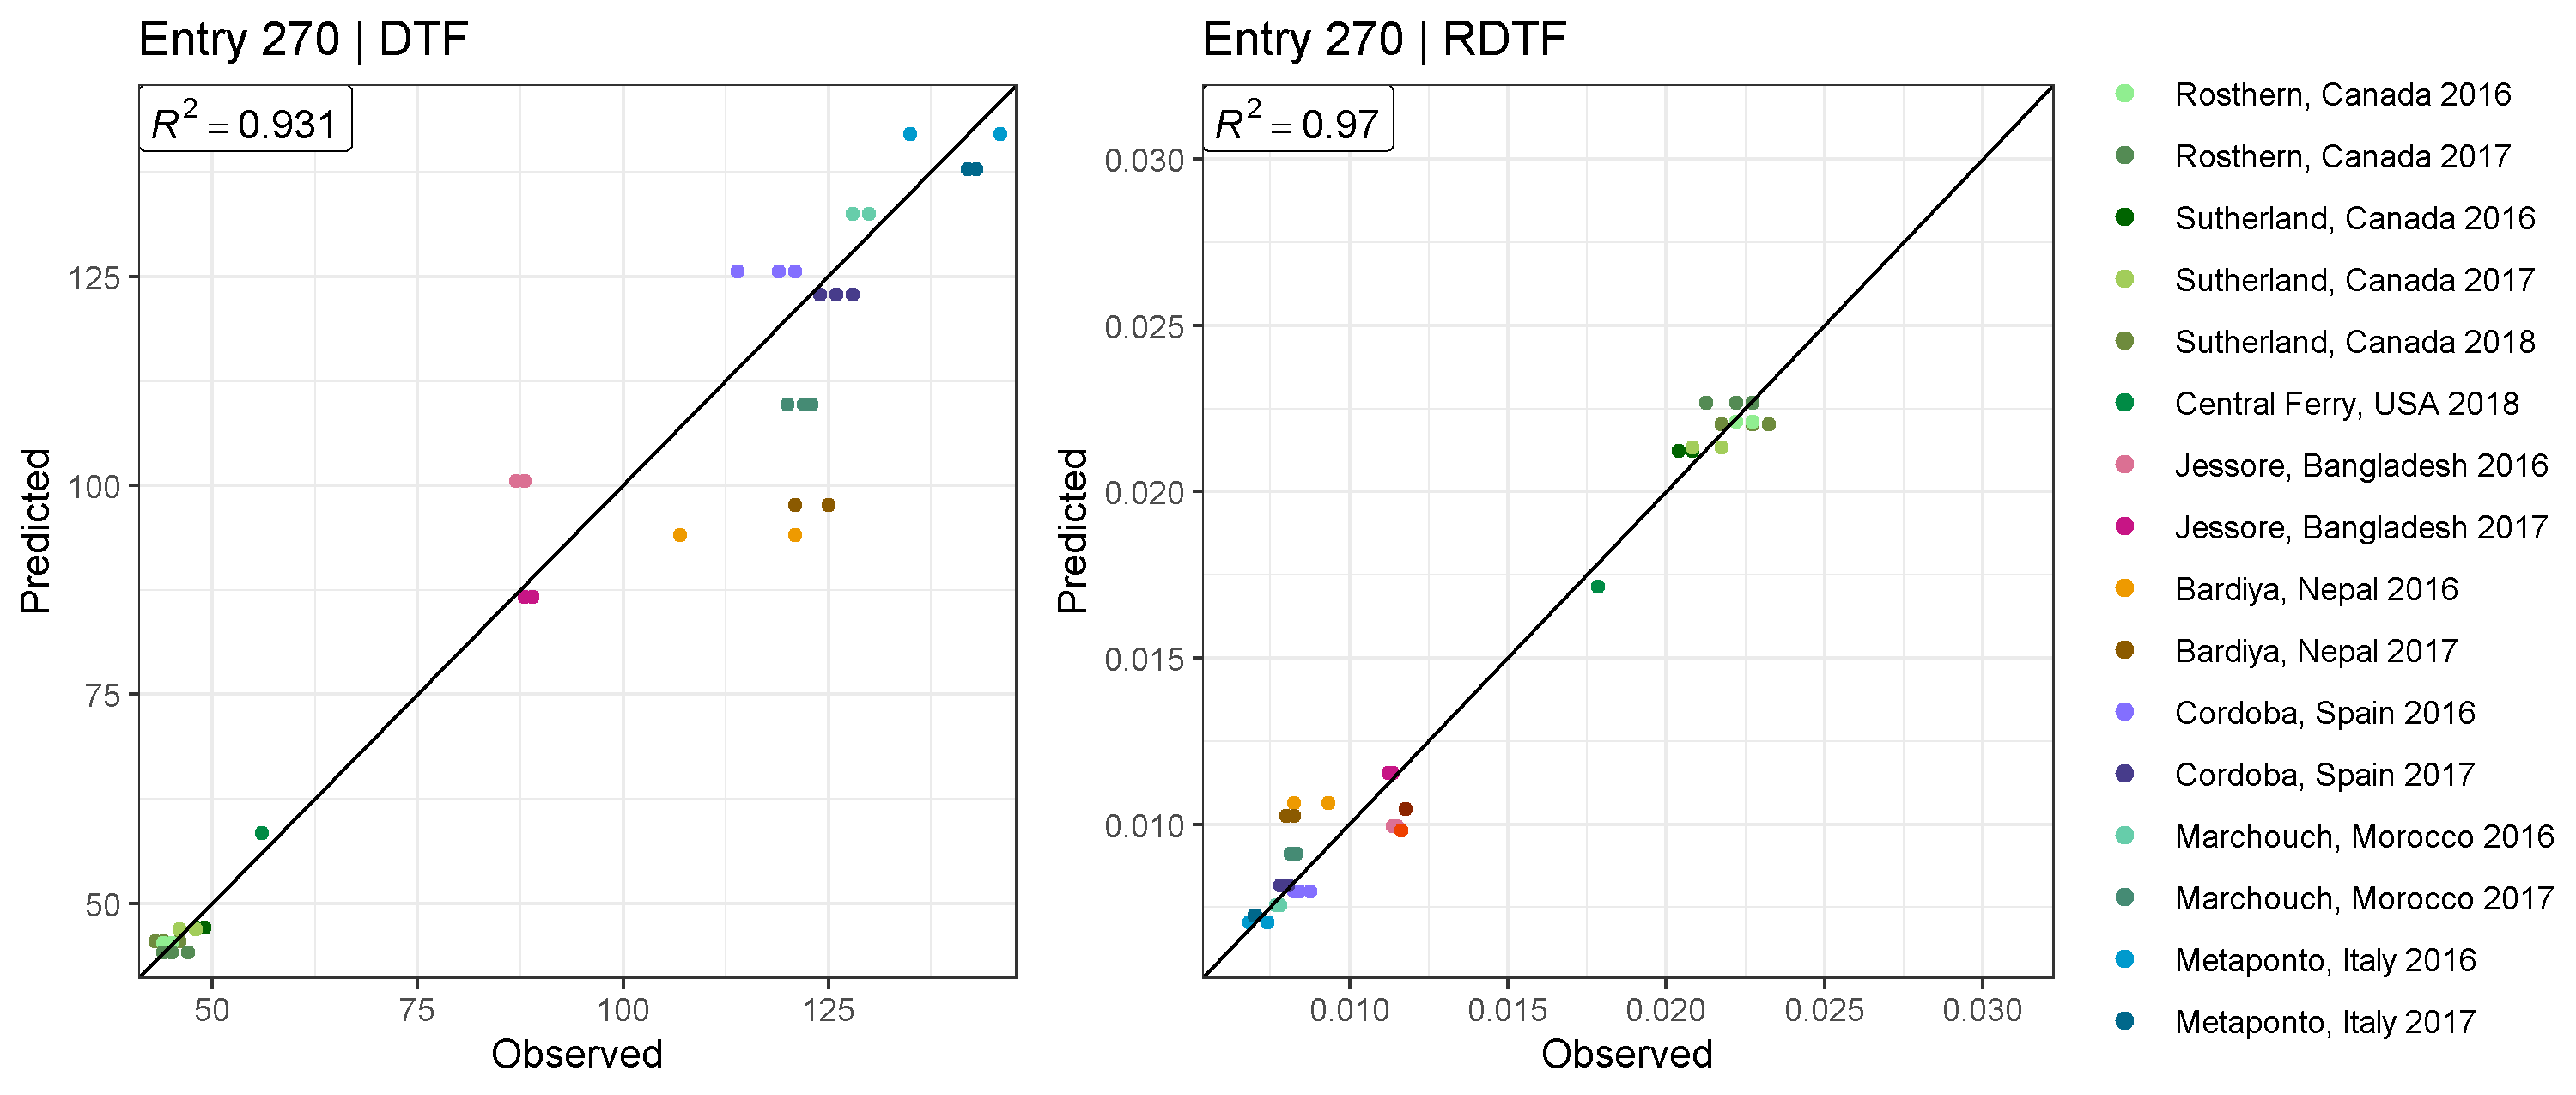 Entry 270 | DTF
R² = 0.931
125
100
75
50
Predicted
50 75 100 125
Observed
Entry 270 | RDTF
R² = 0.97
0.030
0.025
0.020
0.015
0.010
Predicted
0.010 0.015 0.020 0.025 0.030
Observed
Rosthern, Canada 2016
Rosthern, Canada 2017
Sutherland, Canada 2016
Sutherland, Canada 2017
Sutherland, Canada 2018
Central Ferry, USA 2018
Jessore, Bangladesh 2016
Jessore, Bangladesh 2017
Bardiya, Nepal 2016
Bardiya, Nepal 2017
Cordoba, Spain 2016
Cordoba, Spain 2017
Marchouch, Morocco 2016
Marchouch, Morocco 2017
Metaponto, Italy 2016
Metaponto, Italy 2017